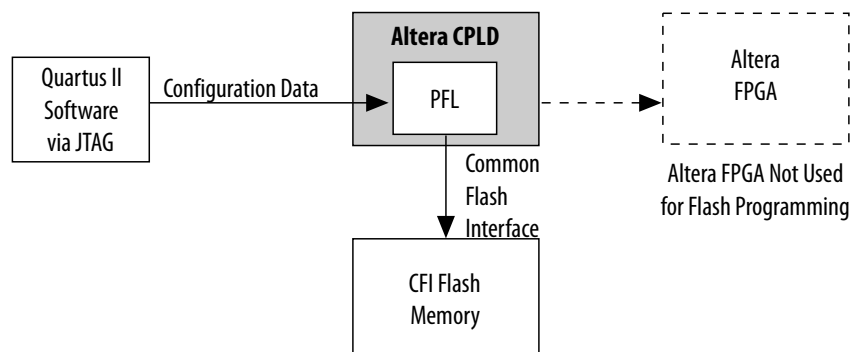 Altera CPLD
Quartus II
Software
via JTAG
Configuration Data
PFL
Altera
FPGA
Altera FPGA Not Used
for Flash Programming
Common
Flash
Interface
CFI Flash
Memory